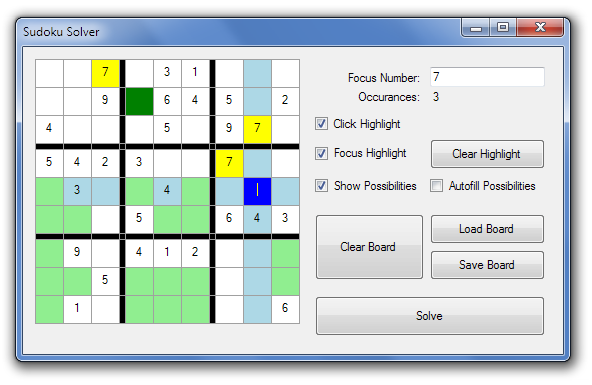 Sudoku Solver
7 3 1
9 6 4 5 2
4 5 9 7
5 4 2 3 7
3 4
5 6 4 3
9 4 1 2
5
1 6
Focus Number: 7
Occurances: 3
Click Highlight
Focus Highlight Clear Highlight
Show Possibilities Autofill Possibilities
Clear Board Load Board
Save Board
Solve